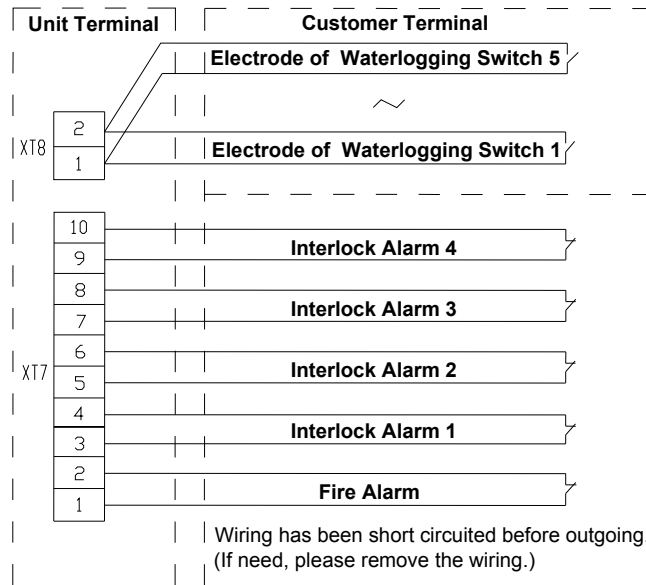 Unit Terminal Customer Terminal
Electrode of Waterlogging Switch 5
2
XT8
1 Electrode of Waterlogging Switch 1
10
Interlock Alarm 4
9
8
Interlock Alarm 3
7
6
XT7 Interlock Alarm 2
5
4
Interlock Alarm 1
3
2
Fire Alarm
1
Wiring has been short circuited before outgoing.
(If need, please remove the wiring.)